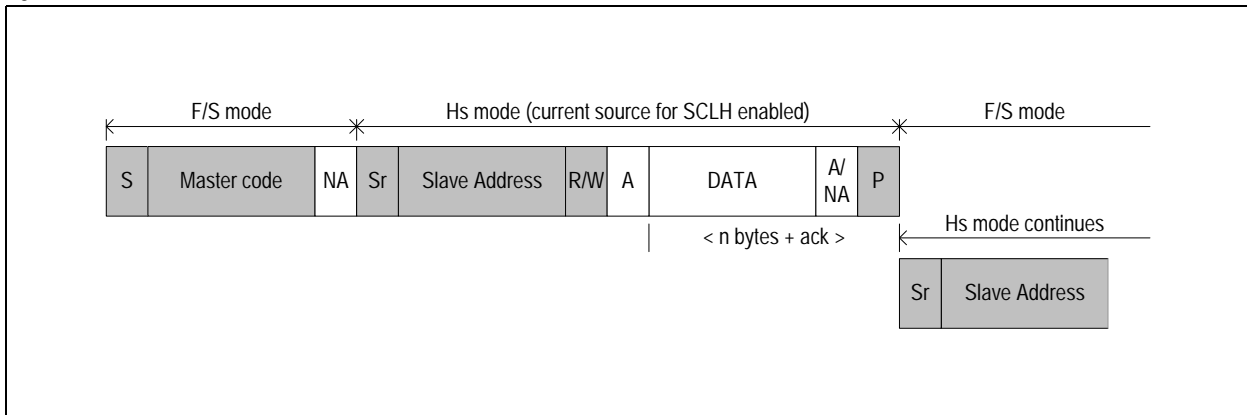 F/S mode Hs mode (current source for SCLH enabled) F/S mode
S Master code NA Sr Slave Address R/W A DATA A/
NA P
< n bytes + ack > Hs mode continues
Sr Slave Address